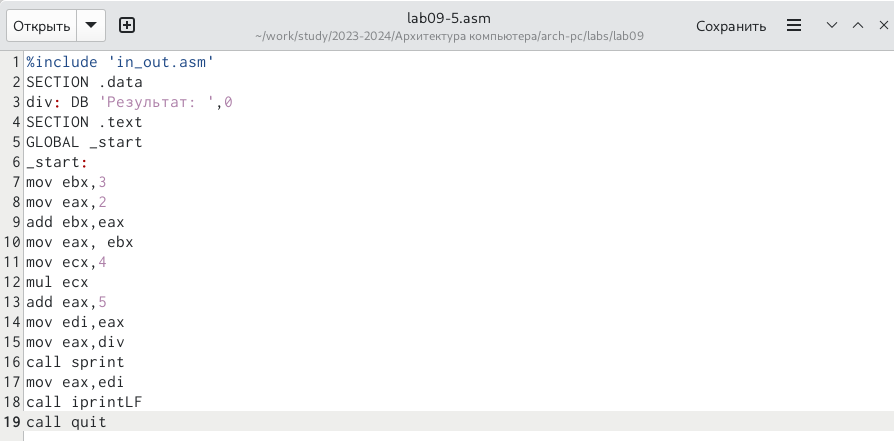 Открыть
lab09-5.asm
~/work/study/2023-2024/Архитектура компьютера/arch-pc/labs/lab09
Сохранить
1 %include 'in_out.asm'
2 SECTION .data
3 div: DB 'Результат: ',0
4 SECTION .text
5 GLOBAL _start
6 _start:
7 mov ebx,3
8 mov eax,2
9 add ebx,eax
10 mov eax, ebx
11 mov ecx,4
12 mul ecx
13 add eax,5
14 mov edi,eax
15 mov eax,div
16 call sprint
17 mov eax,edi
18 call iprintLF
19 call quit